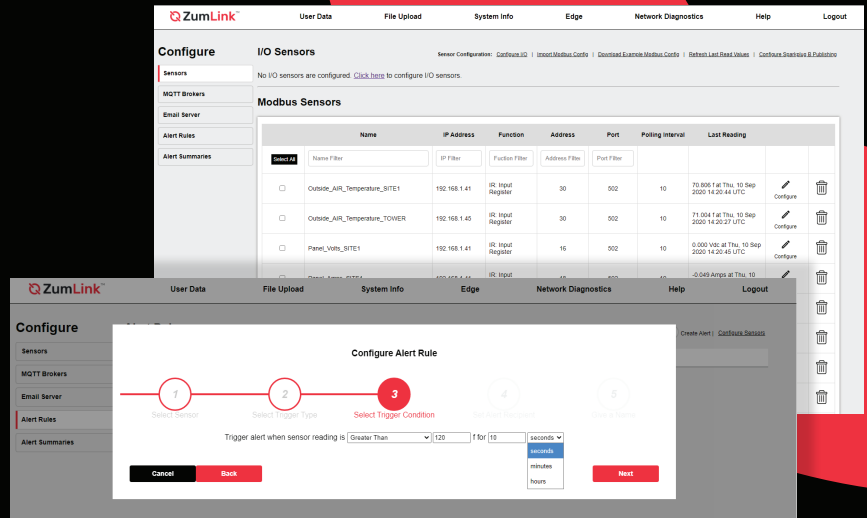 ZumLink™ User Data File Upload System Info Edge Network Diagnostics Help Logout
Configure
Sensors
MQTT Brokers
Email Server
Alert Rules
Alert Summaries
I/O Sensors
Sensor Configuration: Configure I/O | Import Modbus Config | Download Example Modbus Config | Refresh Last Read Values | Configure Sparkplug B Publishing
No I/O sensors are configured. Click here to configure I/O sensors.
Modbus Sensors
Name IP Address Function Address Port Polling Interval Last Reading
Select All Name Filter IP Filter Fuction Filter Address Filter Port Filter
Outside_AIR_Temperature_SITE1 192.168.1.41 IR: Input Register 30 502 10 70.806 f at Thu, 10 Sep 2020 14:20:44 UTC Configure
Outside_AIR_Temperature_TOWER 192.168.1.45 IR: Input Register 30 502 10 71.004 f at Thu, 10 Sep 2020 14:20:27 UTC Configure
Panel_Volts_SITE1 192.168.1.41 IR: Input Register 16 502 10 0.000 Vdc at Thu, 10 Sep 2020 14:20:45 UTC Configure
IR: Input -0.049 Amps at Thu, 10
ZumLink™ User Data File Upload System Info Edge Network Diagnostics Help Logout
Configure
Sensors
MQTT Brokers
Email Server
Alert Rules
Alert Summaries
Create Alert | Configure Sensors
Configure Alert Rule
1 2 3 4 5
Select Sensor Select Trigger Type Select Trigger Condition
Trigger alert when sensor reading is Greater Than 120 f for 10 seconds
seconds
minutes
hours
Cancel Back Next